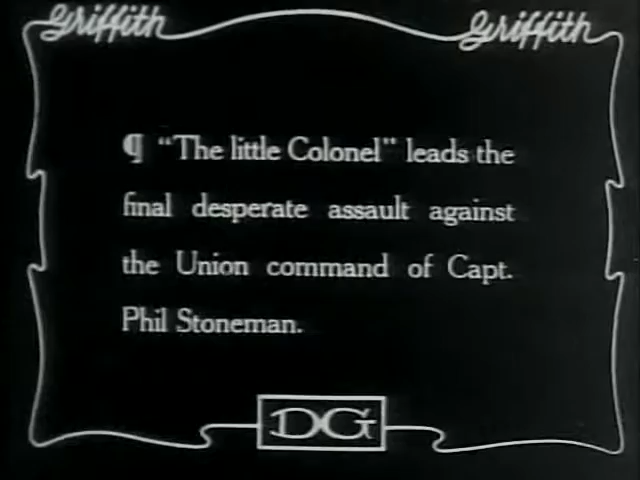 Griffith Griffith
¶ "The little Colonel" leads the
final desperate assault against
the Union command of Capt.
Phil Stoneman.
DG